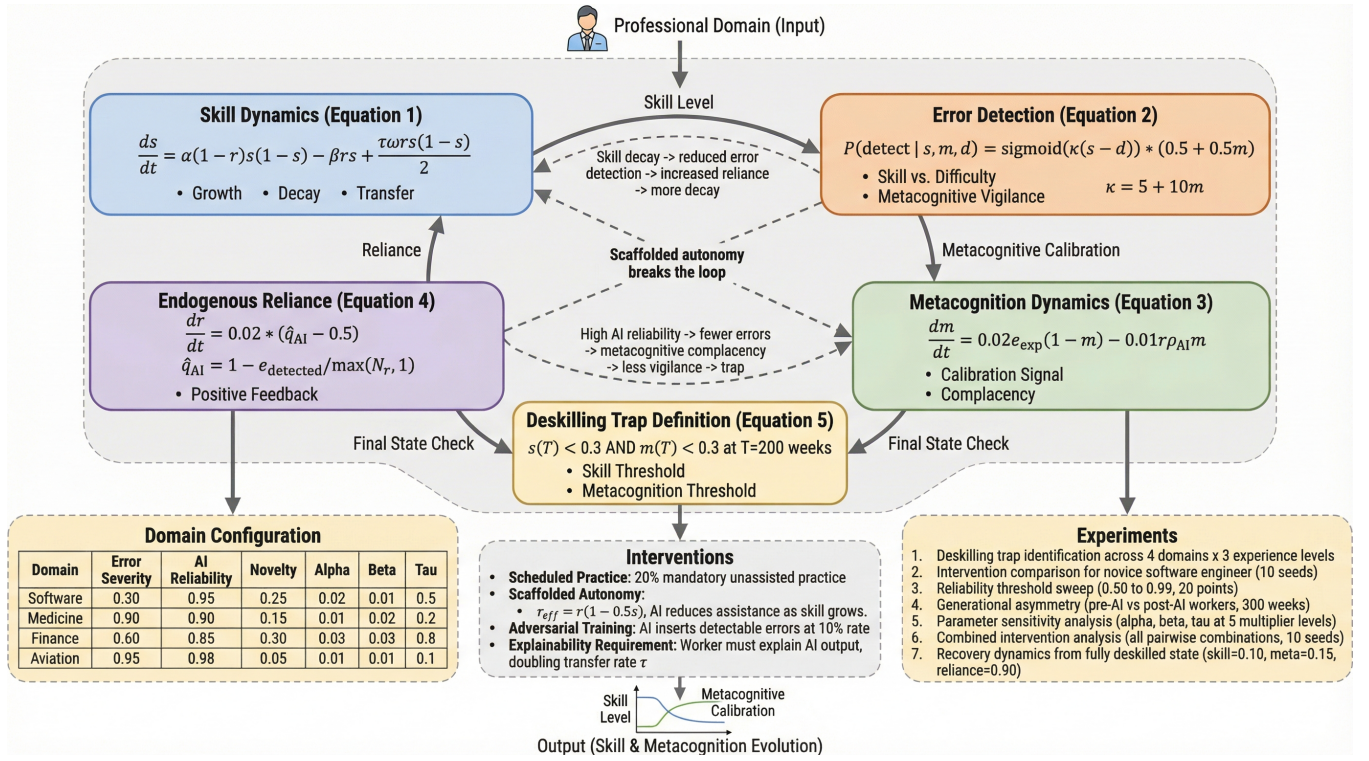 Professional Domain (Input)
Skill Level
Skill Dynamics (Equation 1)
ds/dt = α(1 − r)s(1 − s) − βrs + τωrs(1 − s)/2
• Growth • Decay • Transfer
Error Detection (Equation 2)
P(detect | s, m, d) = sigmoid(κ(s − d)) * (0.5 + 0.5m)
• Skill vs. Difficulty
• Metacognitive Vigilance
κ = 5 + 10m
Skill decay -> reduced error
detection -> increased reliance
-> more decay
Reliance
Scaffolded autonomy
breaks the loop
Metacognitive Calibration
Endogenous Reliance (Equation 4)
dr/dt = 0.02 * (q̂AI − 0.5)
q̂AI = 1 − edetected/max(Nr, 1)
• Positive Feedback
High AI reliability -> fewer errors
-> metacognitive complacency
-> less vigilance -> trap
Metacognition Dynamics (Equation 3)
dm/dt = 0.02eexp(1 − m) − 0.01rρAIm
• Calibration Signal
• Complacency
Final State Check
Deskilling Trap Definition (Equation 5)
s(T) < 0.3 AND m(T) < 0.3 at T=200 weeks
• Skill Threshold
• Metacognition Threshold
Final State Check
Domain Configuration
Domain Error Severity AI Reliability Novelty Alpha Beta Tau
Software 0.30 0.95 0.25 0.02 0.01 0.5
Medicine 0.90 0.90 0.15 0.01 0.02 0.2
Finance 0.60 0.85 0.30 0.03 0.03 0.8
Aviation 0.95 0.98 0.05 0.01 0.01 0.1
Interventions
• Scheduled Practice: 20% mandatory unassisted practice
• Scaffolded Autonomy:
• reff = r(1 − 0.5s), AI reduces assistance as skill grows.
• Adversarial Training: AI inserts detectable errors at 10% rate
• Explainability Requirement: Worker must explain AI output,
doubling transfer rate τ
Experiments
1. Deskilling trap identification across 4 domains x 3 experience levels
2. Intervention comparison for novice software engineer (10 seeds)
3. Reliability threshold sweep (0.50 to 0.99, 20 points)
4. Generational asymmetry (pre-AI vs post-AI workers, 300 weeks)
5. Parameter sensitivity analysis (alpha, beta, tau at 5 multiplier levels)
6. Combined intervention analysis (all pairwise combinations, 10 seeds)
7. Recovery dynamics from fully deskilled state (skill=0.10, meta=0.15,
reliance=0.90)
Skill
Level
Metacognitive
Calibration
Output (Skill & Metacognition Evolution)